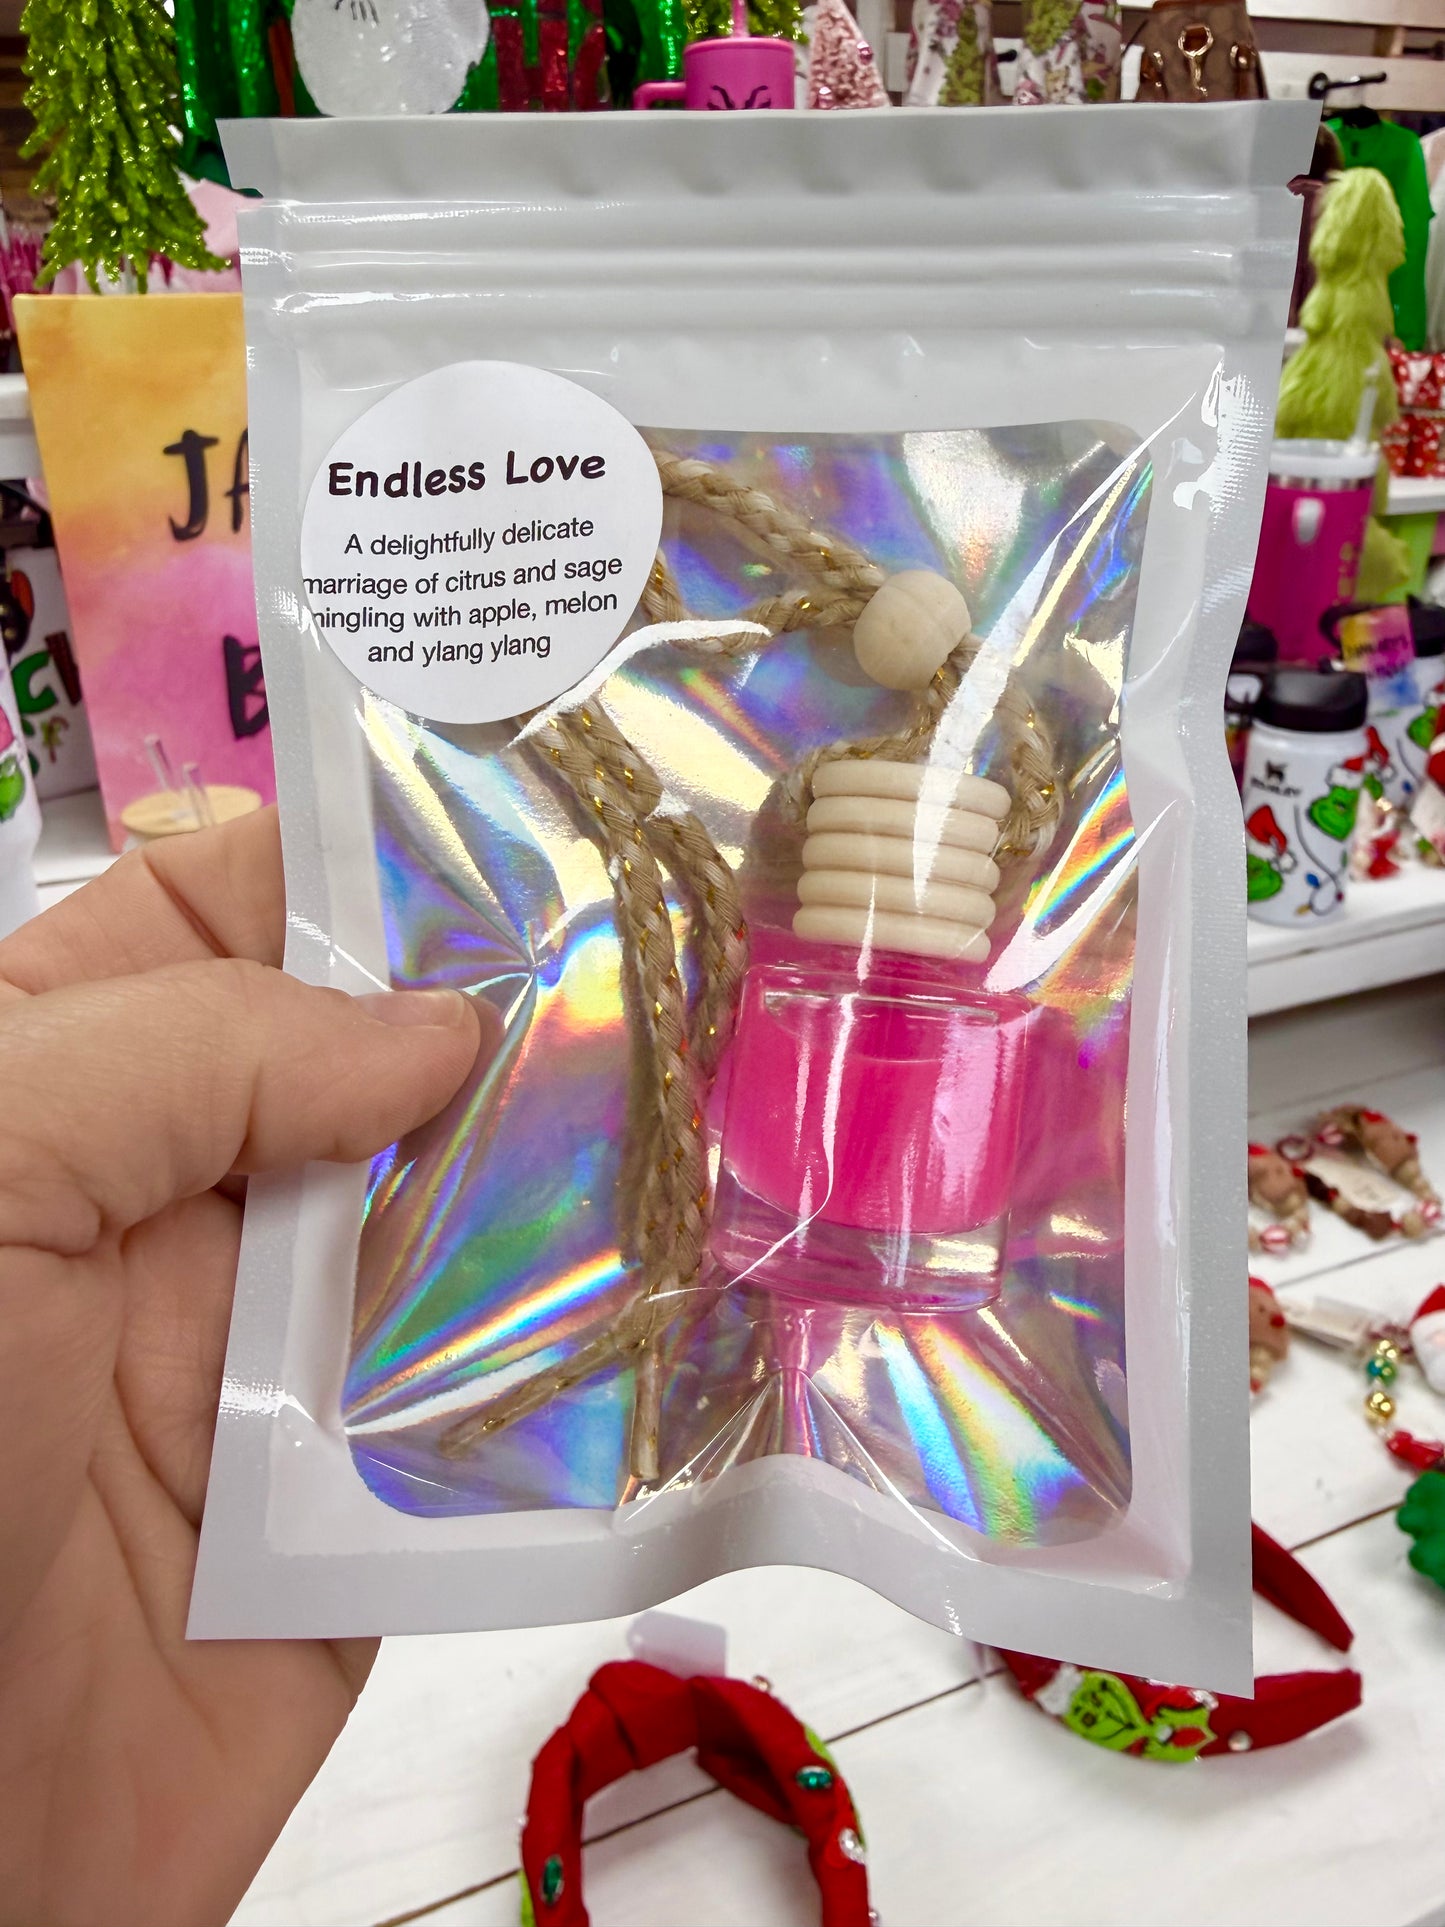 Endless Love
A delightfully delicate
marriage of citrus and sage
mingling with apple, melon
and ylang ylang